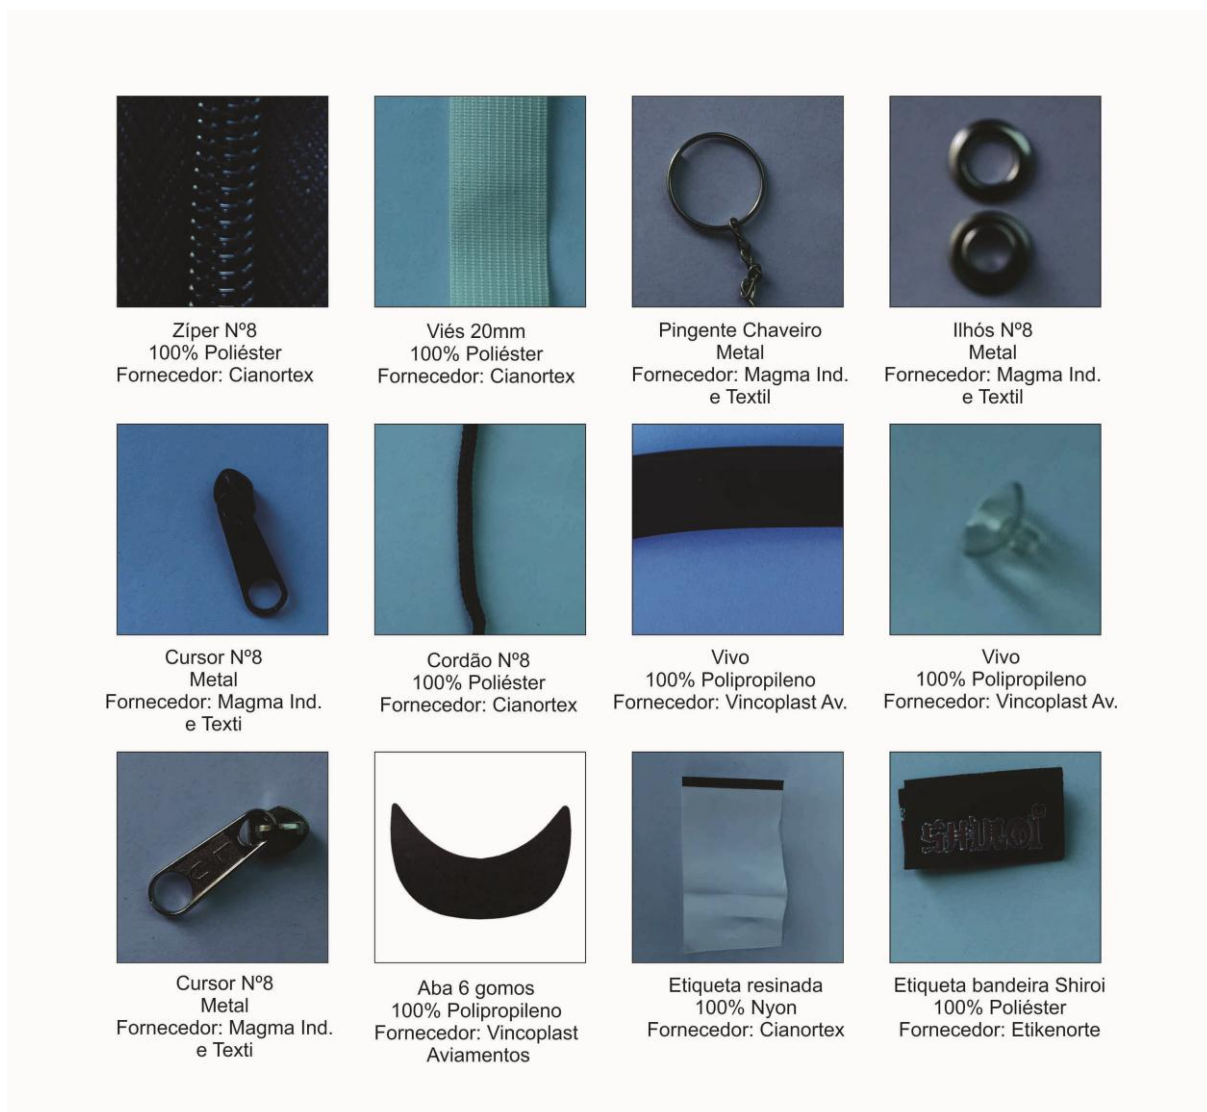 Zíper Nº8
100% Poliéster
Fornecedor: Cianortex
Viés 20mm
100% Poliéster
Fornecedor: Cianortex
Pingente Chaveiro
Metal
Fornecedor: Magma Ind.
e Textil
Ilhós Nº8
Metal
Fornecedor: Magma Ind.
e Textil
Cursor Nº8
Metal
Fornecedor: Magma Ind.
e Texti
Cordão Nº8
100% Poliéster
Fornecedor: Cianortex
Vivo
100% Polipropileno
Fornecedor: Vincoplast Av.
Vivo
100% Polipropileno
Fornecedor: Vincoplast Av.
Cursor Nº8
Metal
Fornecedor: Magma Ind.
e Texti
Aba 6 gomos
100% Polipropileno
Fornecedor: Vincoplast
Aviamentos
Etiqueta resinada
100% Nyon
Fornecedor: Cianortex
SHIROI
Etiqueta bandeira Shiroi
100% Poliéster
Fornecedor: Etikenorte